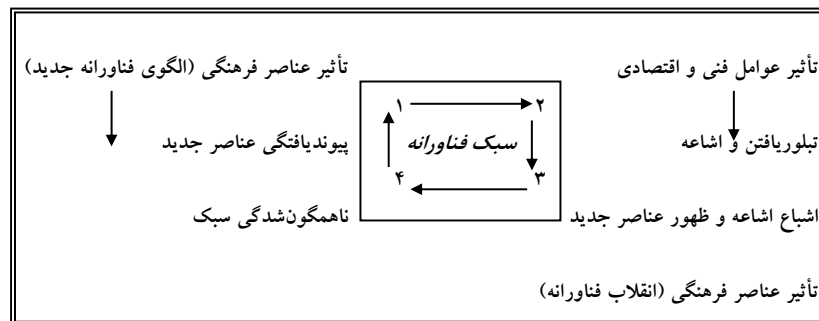 تأثیر عوامل فنی و اقتصادی
تأثیر عناصر فرهنگی (الگوی فناورانه جدید)
۲
۱
تبلوریافتن و اشاعه
سبک فناورانه
پیوندیافتگی عناصر جدید
۳
۴
اشباع اشاعه و ظهور عناصر جدید
ناهمگون‌شدگی سبک
تأثیر عناصر فرهنگی (انقلاب فناورانه)